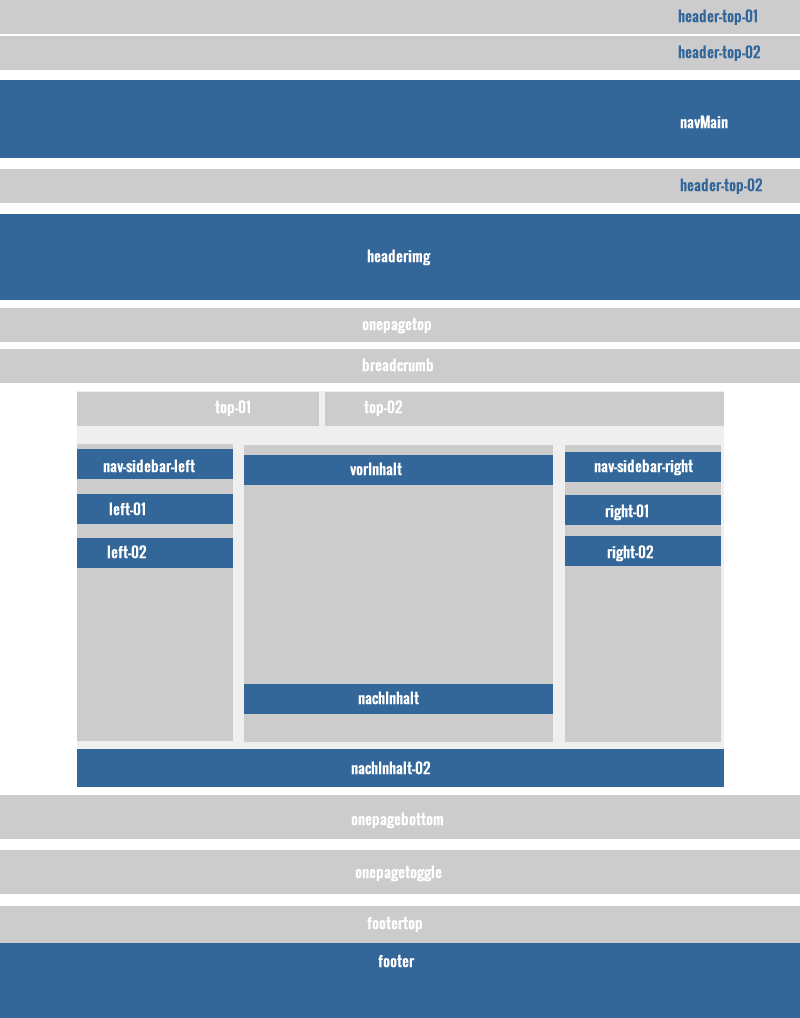 header-top-01
header-top-02
navMain
header-top-02
headerimg
onepagetop
breadcrumb
top-01 top-02
nav-sidebar-left
left-01
left-02
vorInhalt
nachInhalt
nav-sidebar-right
right-01
right-02
nachInhalt-02
onepagebottom
onepagetoggle
footertop
footer